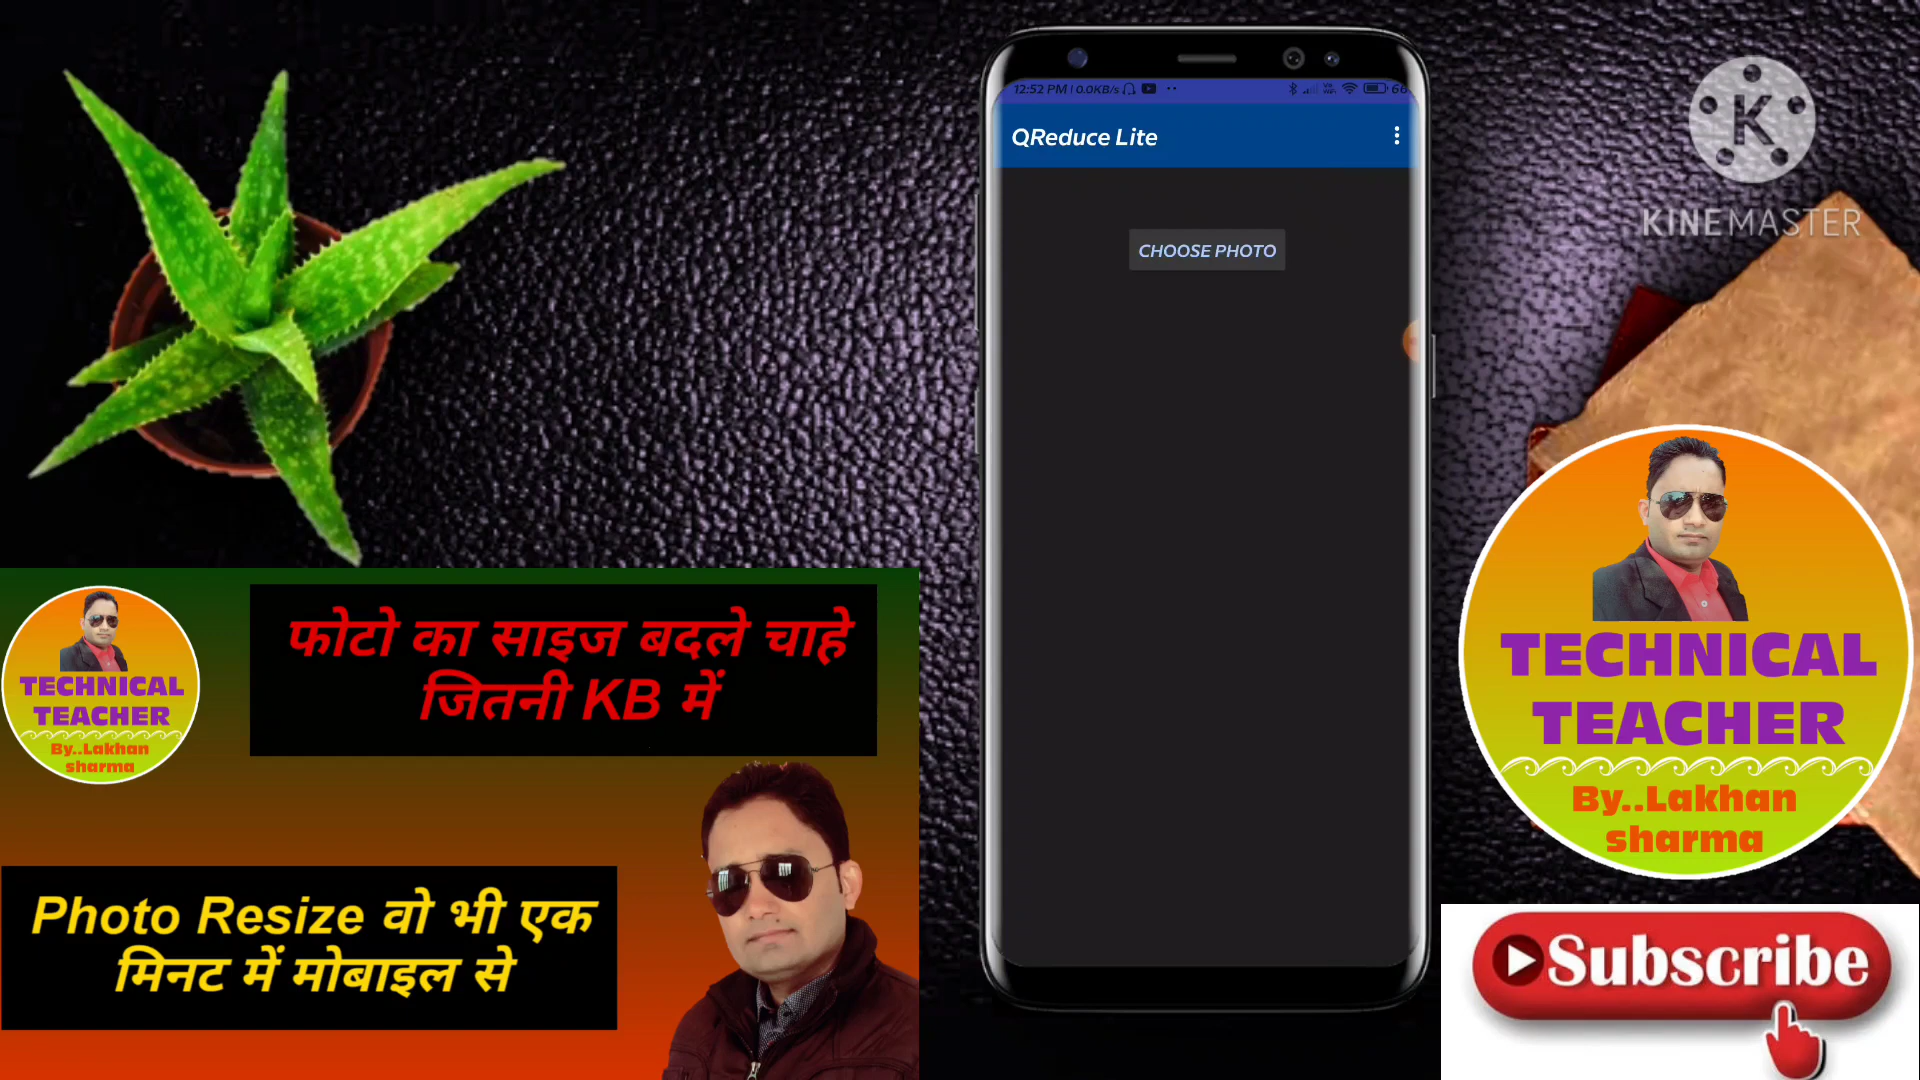 12:52 PM | 0.0KB/s
66
QReduce Lite
CHOOSE PHOTO
K
KINEMASTER
फोटो का साइज बदले चाहे
जितनी KB में
TECHNICAL
TEACHER
By..Lakhan
sharma
Photo Resize वो भी एक
मिनट में मोबाइल से
TECHNICAL
TEACHER
By..Lakhan
sharma
Subscribe